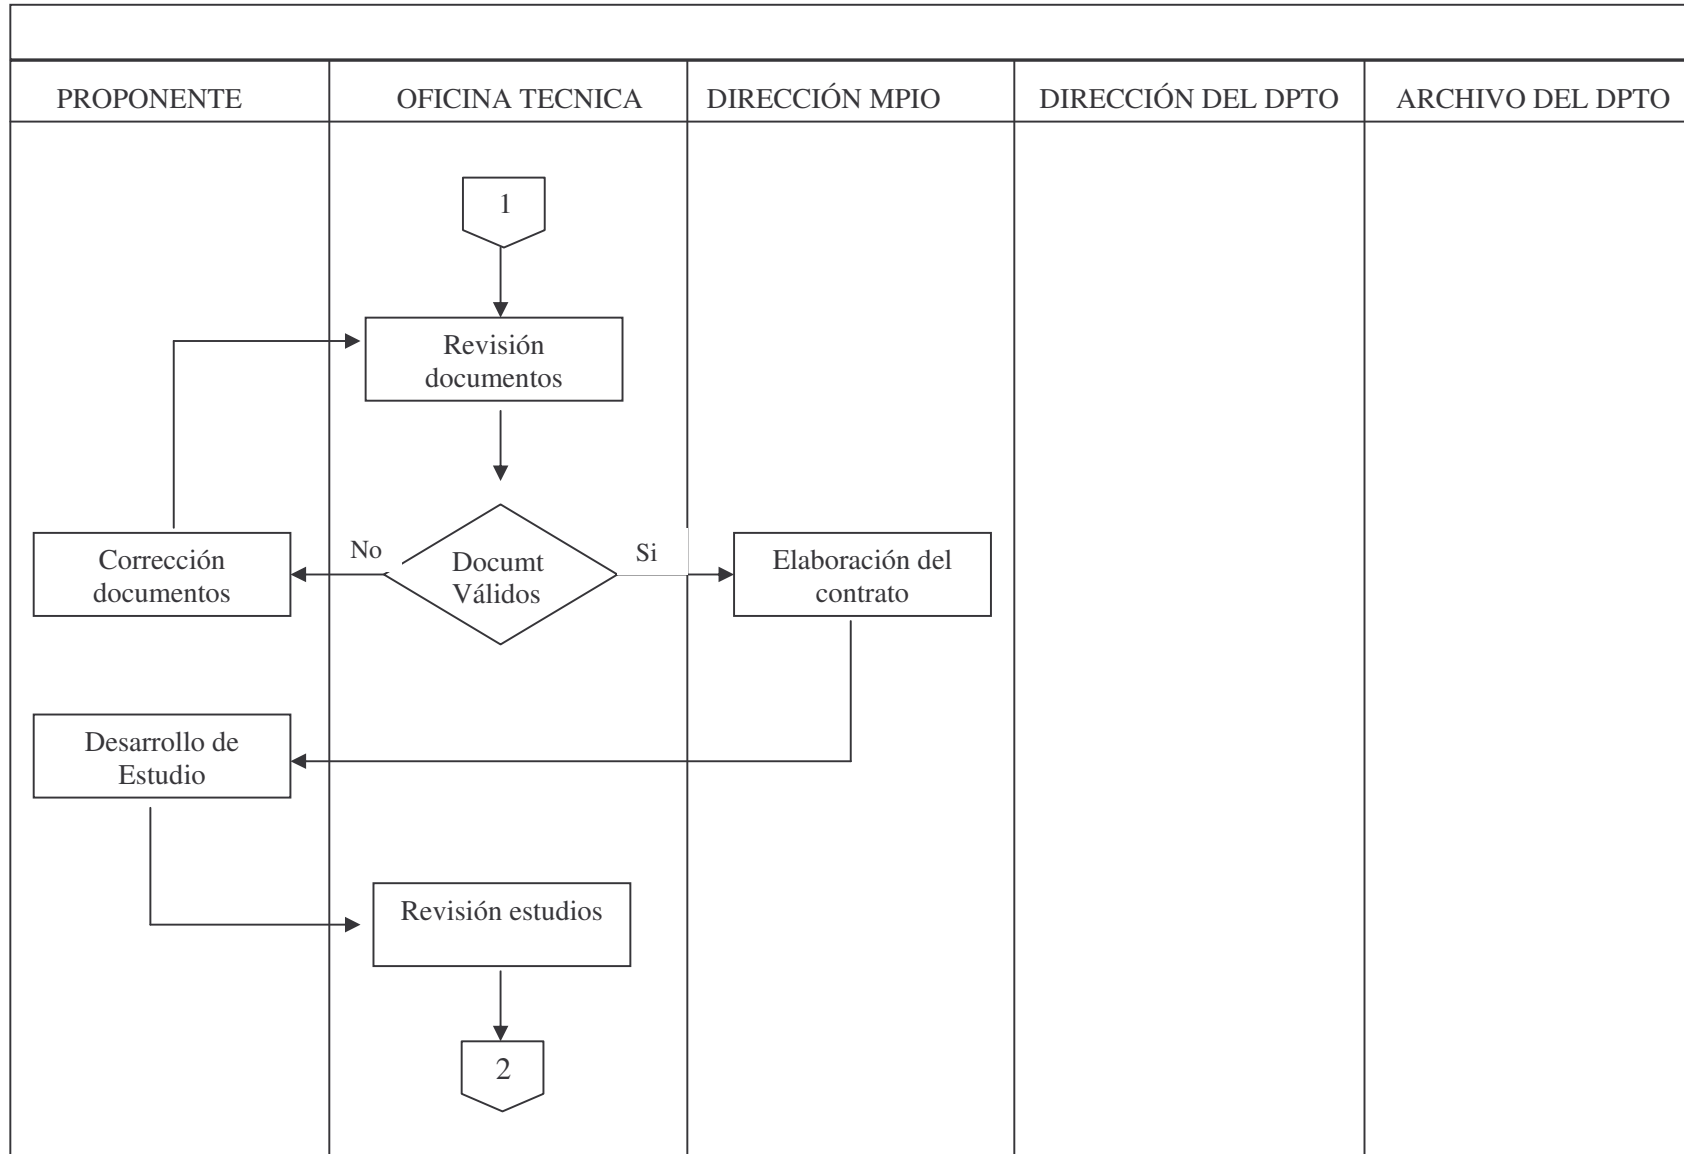 PROPONENTE
OFICINA TECNICA
DIRECCIÓN MPIO
DIRECCIÓN DEL DPTO
ARCHIVO DEL DPTO
1
Revisión
documentos
No
Documt
Válidos
Si
Corrección
documentos
Elaboración del
contrato
Desarrollo de
Estudio
Revisión estudios
2